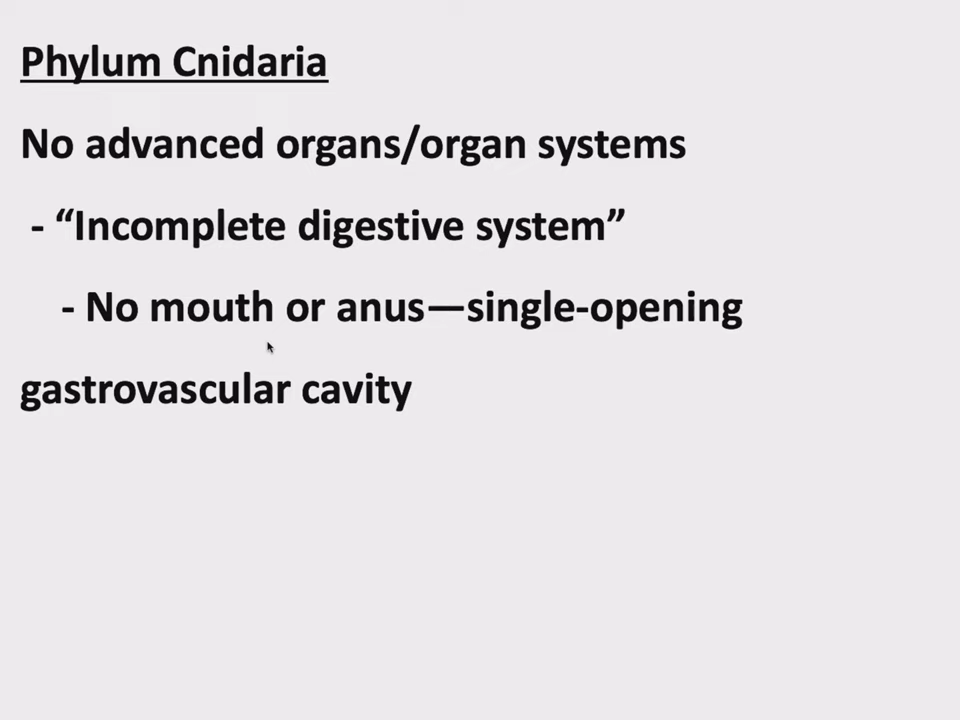 Phylum Cnidaria
No advanced organs/organ systems
- “Incomplete digestive system”
- No mouth or anus—single-opening
gastrovascular cavity